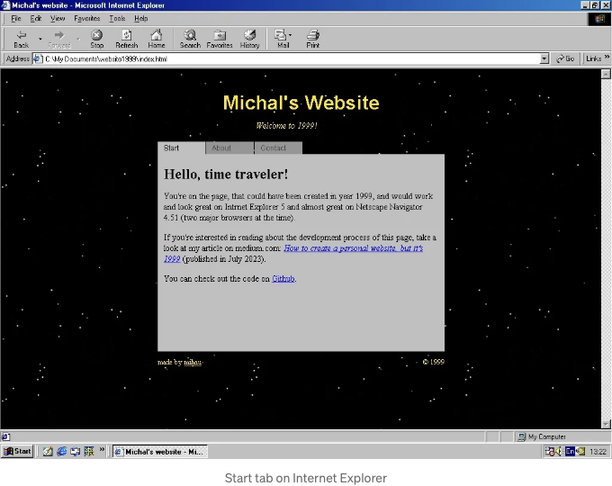 Michal's website - Microsoft Internet Explorer
File Edit View Favorites Tools Help
Back Forward Stop Refresh Home Search Favorites History Mail Print
Address C:\My Documents\website1999\index.html Go Links »
Michal's Website
Welcome to 1999!
Start About Contact
Hello, time traveler!
You're on the page, that could have been created in year 1999, and would work
and look great on Intrnet Explorer 5 and almost great on Netscape Navigator
4.51 (two major browsers at the time).
If you're interested in reading about the development process of this page, take a
look at my article on medium.com: How to create a personal website, but it's
1999 (published in July 2023).
You can check out the code on Github.
made by
© 1999
My Computer
Start » Michal's website - Mi... En 13:22
Start tab on Internet Explorer